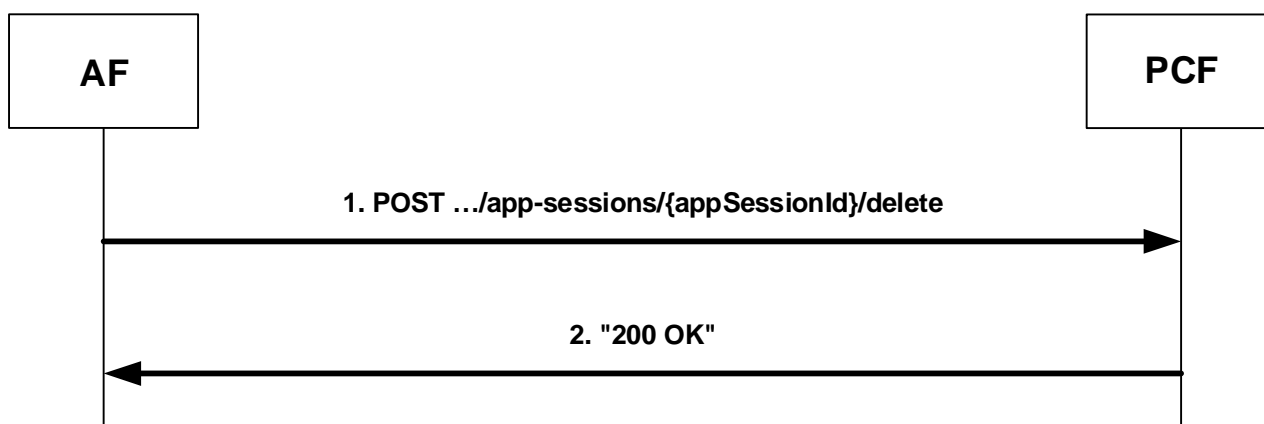 AF
PCF
1. POST …/app-sessions/{appSessionId}/delete
2. "200 OK"